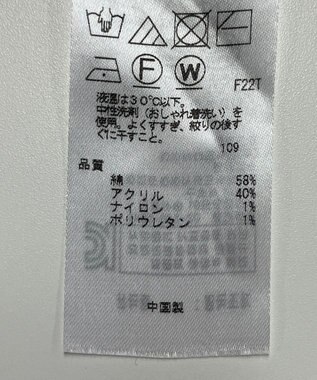 F W
F22T
液温は30℃以下。
中性洗剤（おしゃれ着洗い）を
使用。よくすすぎ、絞りの後す
ぐに干すこと。
109
品質
綿 58%
アクリル 40%
ナイロン 1%
ポリウレタン 1%
中国製